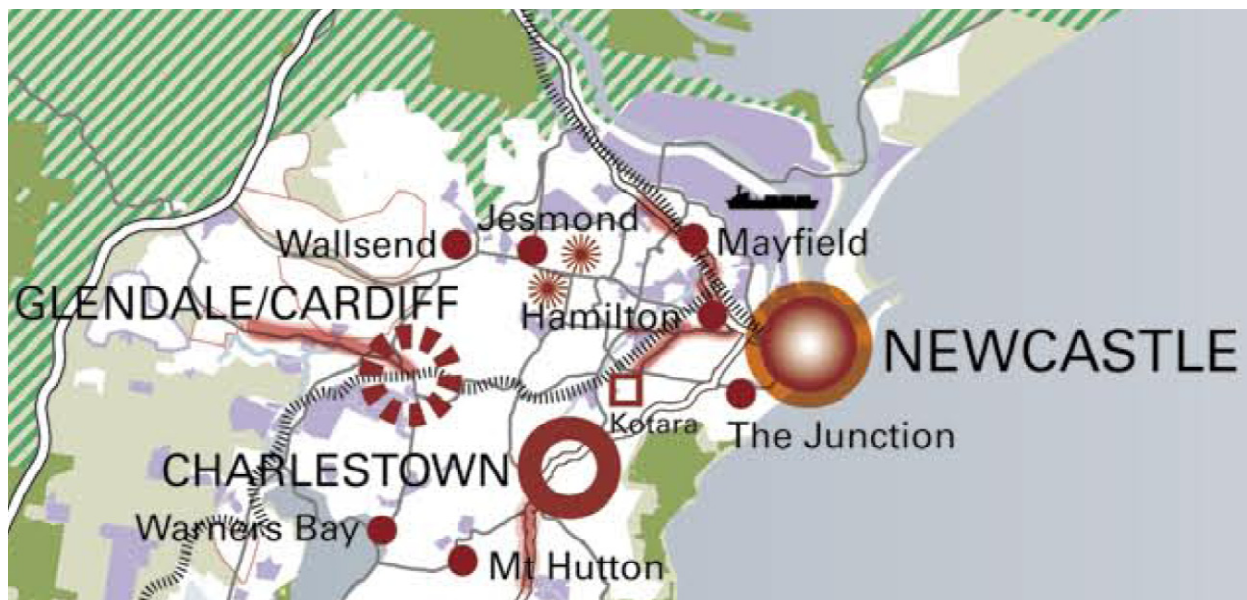 Jesmond
Wallsend
Mayfield
GLENDALE/CARDIFF
Hamilton
NEWCASTLE
Kotara
The Junction
CHARLESTOWN
Warners Bay
Mt Hutton